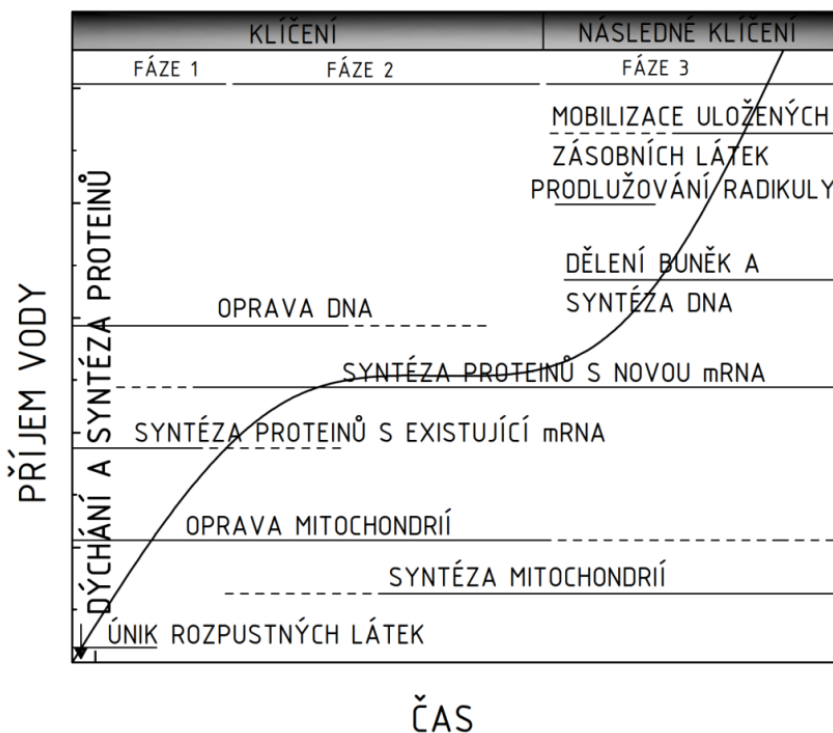 KLÍČENÍ
NÁSLEDNÉ KLÍČENÍ
FÁZE 1
FÁZE 2
FÁZE 3
MOBILIZACE ULOŽENÝCH
ZÁSOBNÍCH LÁTEK
PRODLUŽOVÁNÍ RADIKULY
DĚLENÍ BUNĚK A
SYNTÉZA DNA
OPRAVA DNA
SYNTÉZA PROTEINŮ S NOVOU mRNA
SYNTÉZA PROTEINŮ S EXISTUJÍCÍ mRNA
OPRAVA MITOCHONDRIÍ
SYNTÉZA MITOCHONDRIÍ
ÚNIK ROZPUSTNÝCH LÁTEK
PŘÍJEM VODY
DÝCHÁNÍ A SYNTÉZA PROTEINŮ
ČAS